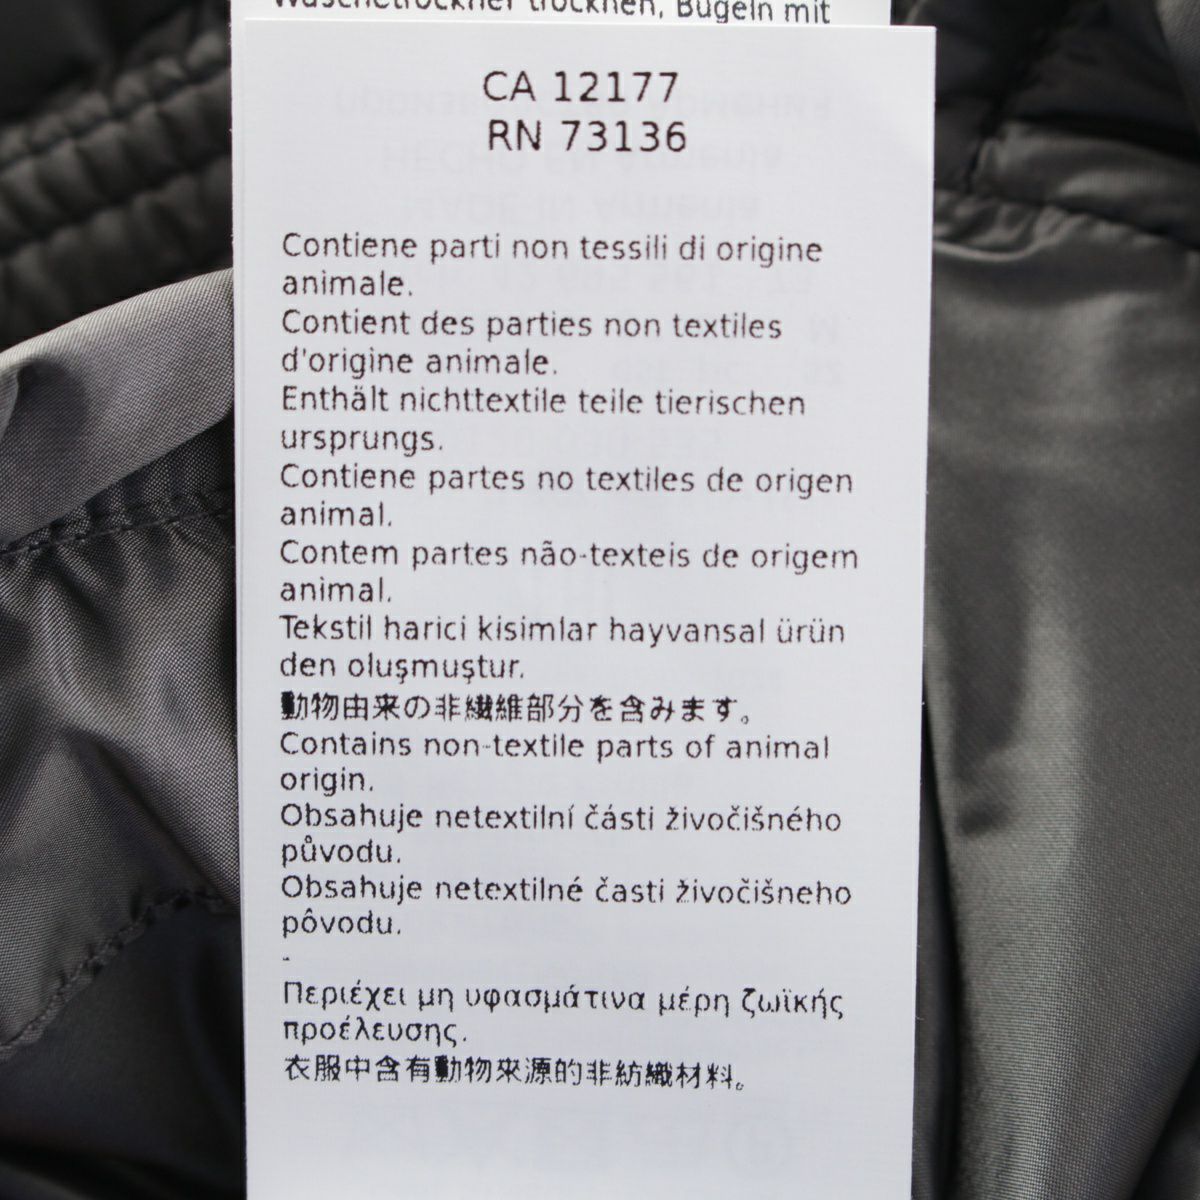 Wäschetrockner trocknen, Bügeln mit
CA 12177
RN 73136
Contiene parti non tessili di origine
animale.
Contient des parties non textiles
d'origine animale.
Enthält nichttextile teile tierischen
ursprungs.
Contiene partes no textiles de origen
animal.
Contem partes não-texteis de origem
animal.
Tekstil harici kisimlar hayvansal ürün
den oluşmuştur.
動物由来の非繊維部分を含みます。
Contains non-textile parts of animal
origin.
Obsahuje netextilní části živočišného
původu.
Obsahuje netextilné časti živočišneho
pôvodu.
-
Περιέχει μη υφασμάτινα μέρη ζωϊκής
προέλευσης.
衣服中含有動物來源的非紡織材料。